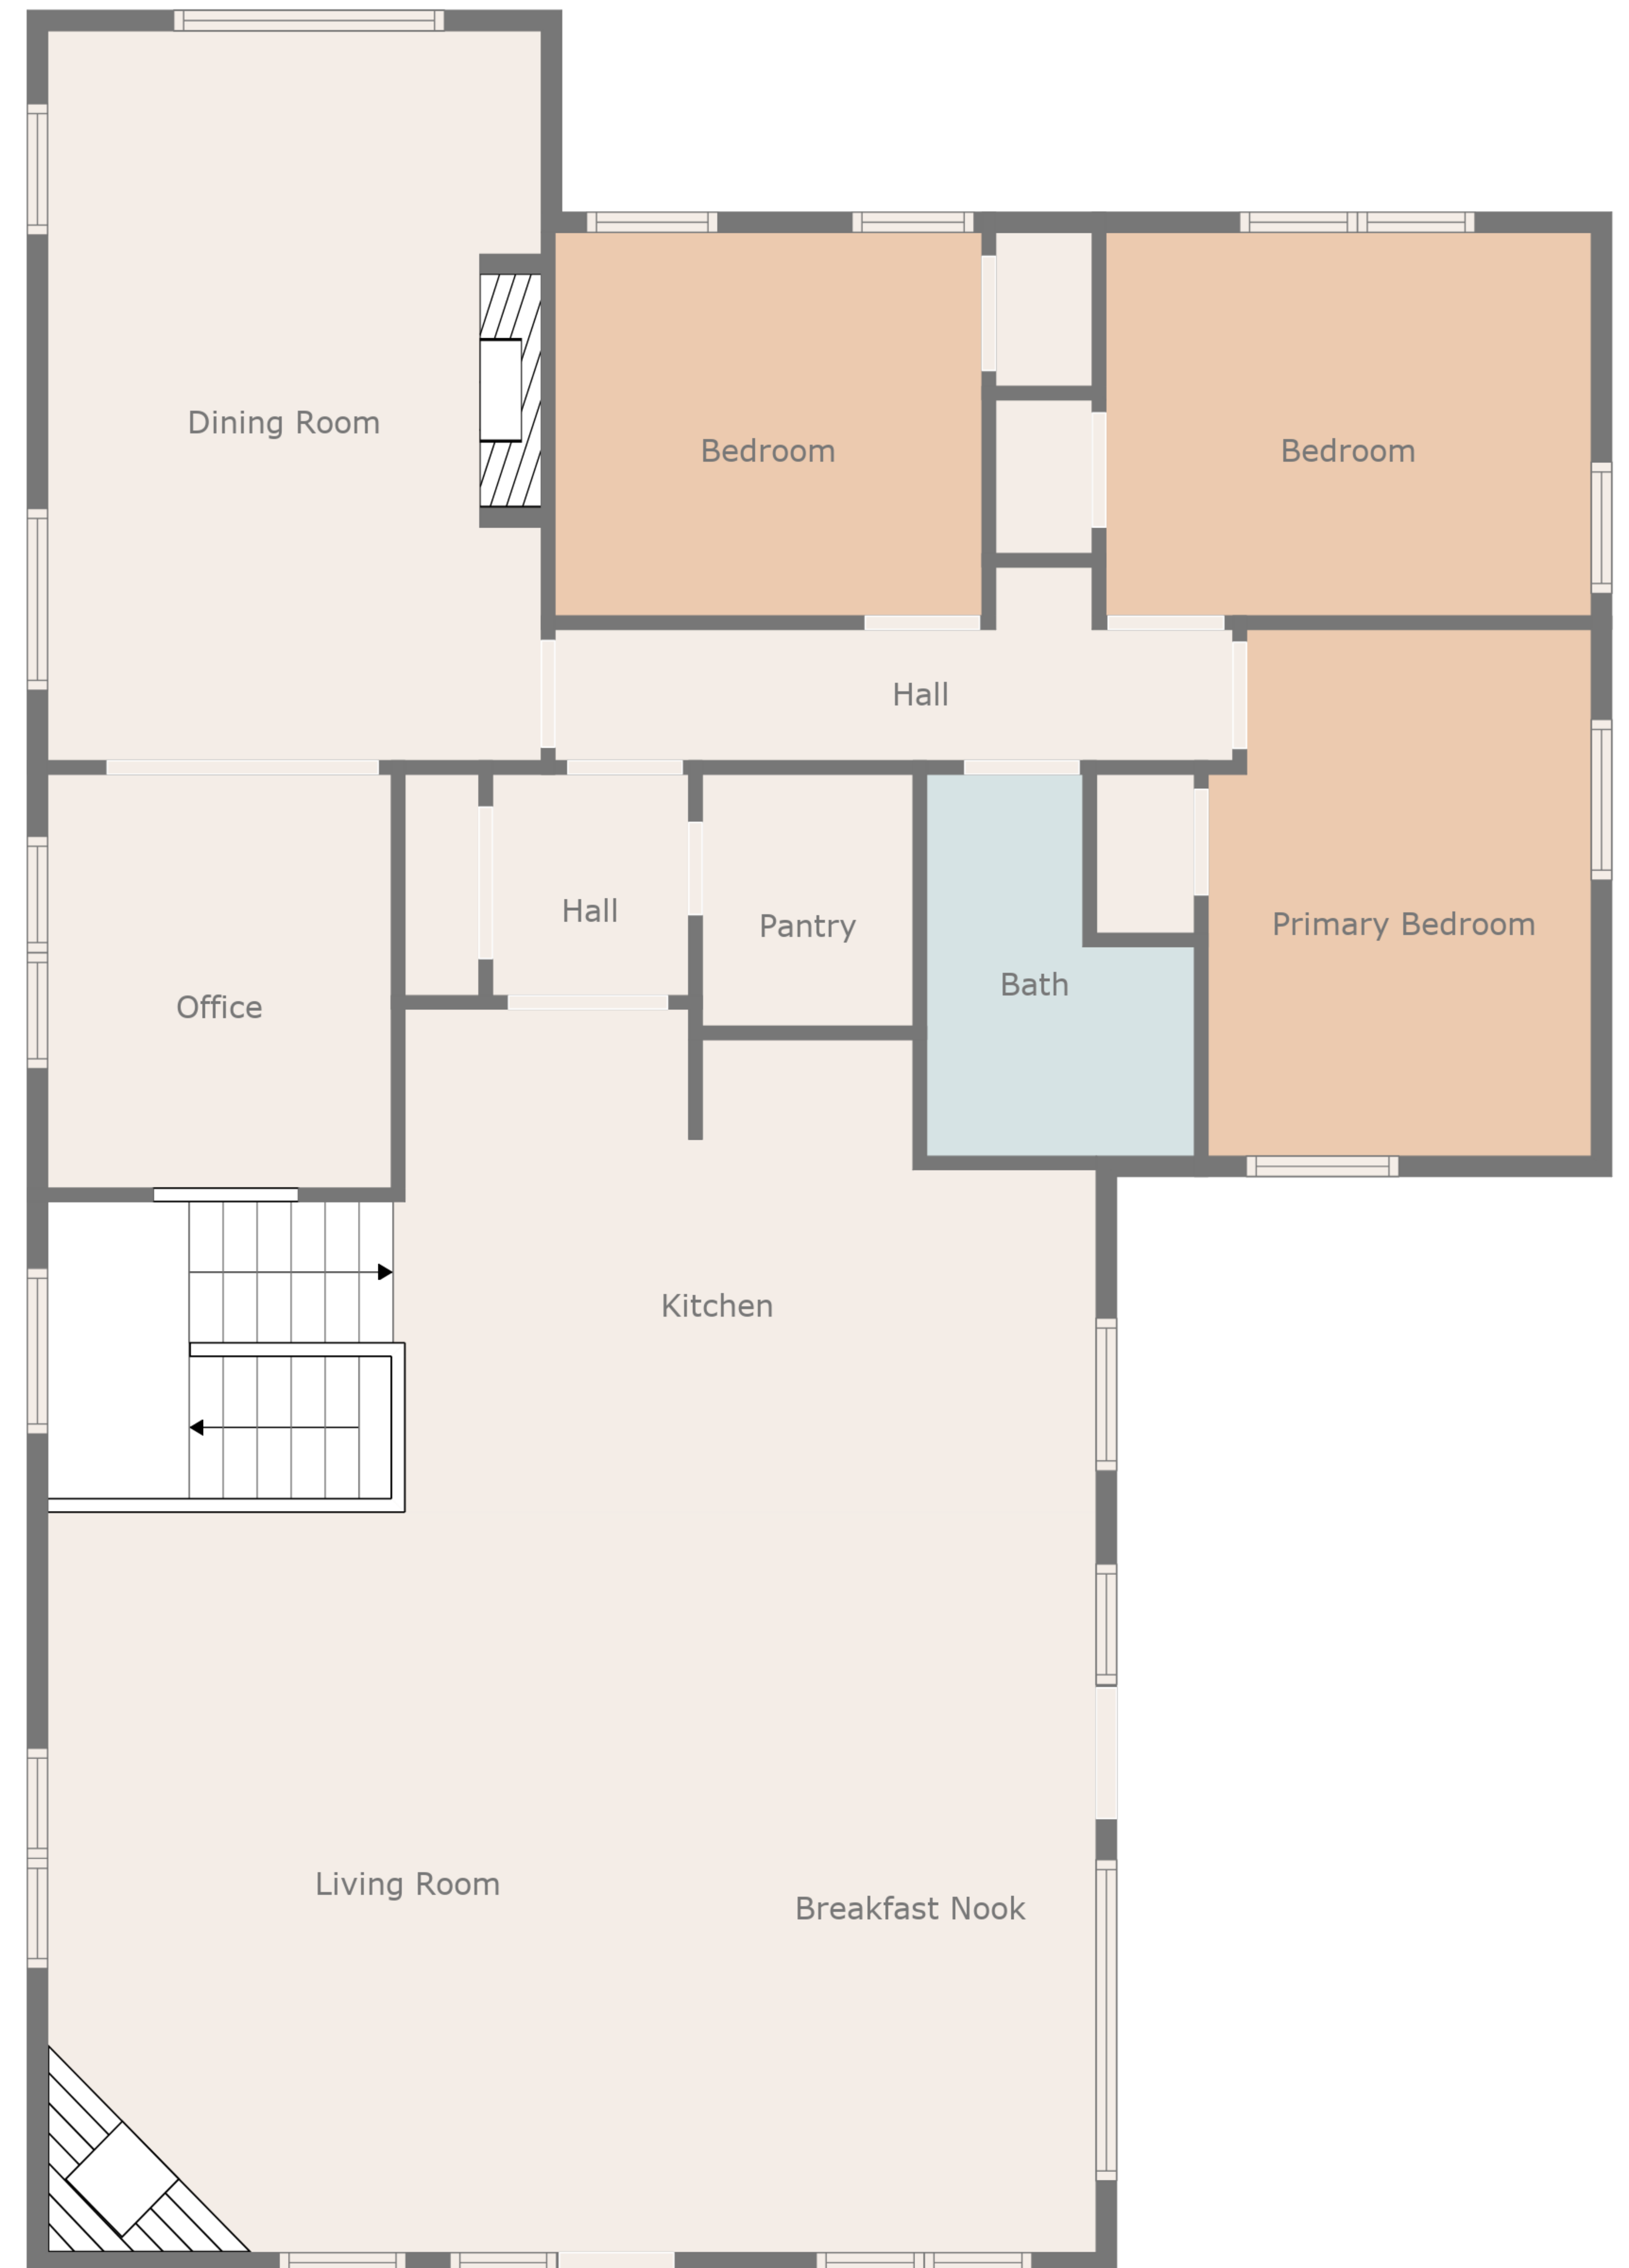 Dining Room
Bedroom
Bedroom
Hall
Hall
Pantry
Primary Bedroom
Bath
Office
Kitchen
Living Room
Breakfast Nook